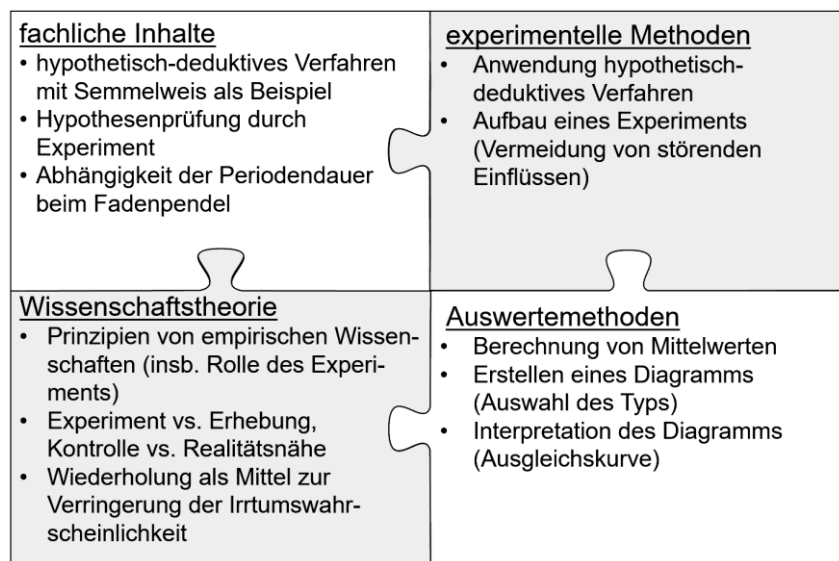 fachliche Inhalte
• hypothetisch-deduktives Verfahren
mit Semmelweis als Beispiel
• Hypothesenprüfung durch
Experiment
• Abhängigkeit der Periodendauer
beim Fadenpendel
experimentelle Methoden
• Anwendung hypothetisch-
deduktives Verfahren
• Aufbau eines Experiments
(Vermeidung von störenden
Einflüssen)
Wissenschaftstheorie
• Prinzipien von empirischen Wissen-
schaften (insb. Rolle des Experi-
ments)
• Experiment vs. Erhebung,
Kontrolle vs. Realitätsnähe
• Wiederholung als Mittel zur
Verringerung der Irrtumswahr-
scheinlichkeit
Auswertemethoden
• Berechnung von Mittelwerten
• Erstellen eines Diagramms
(Auswahl des Typs)
• Interpretation des Diagramms
(Ausgleichskurve)